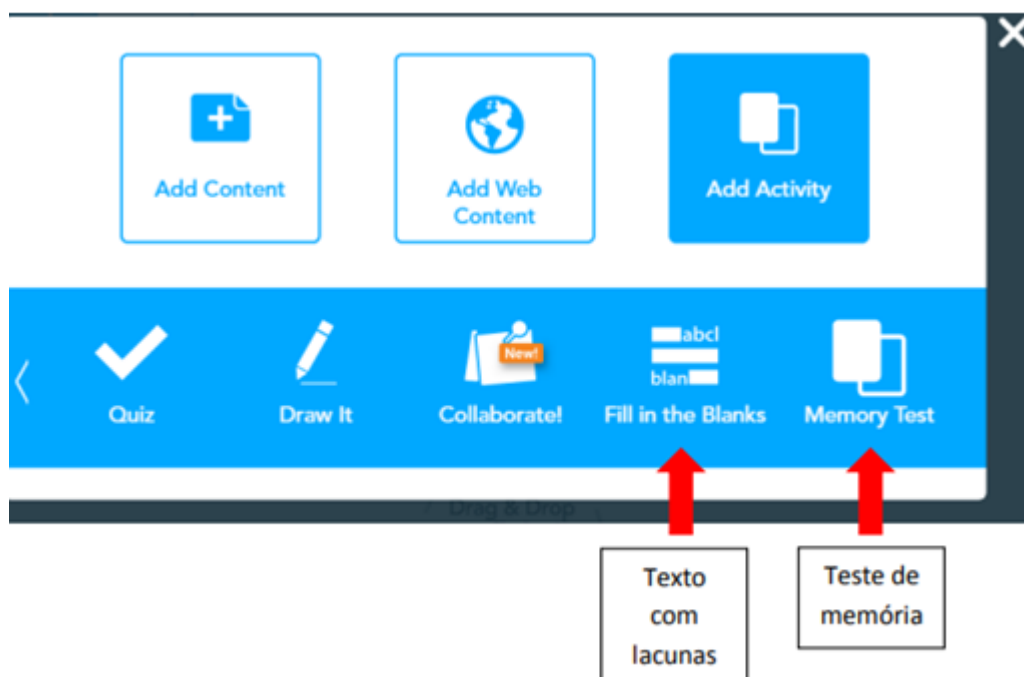 Add Content
Add Web
Content
Add Activity
abcl
blan
New!
Quiz
Draw It
Collaborate!
Fill in the Blanks
Memory Test
Drag & Drop
Texto
com
lacunas
Teste de
memória